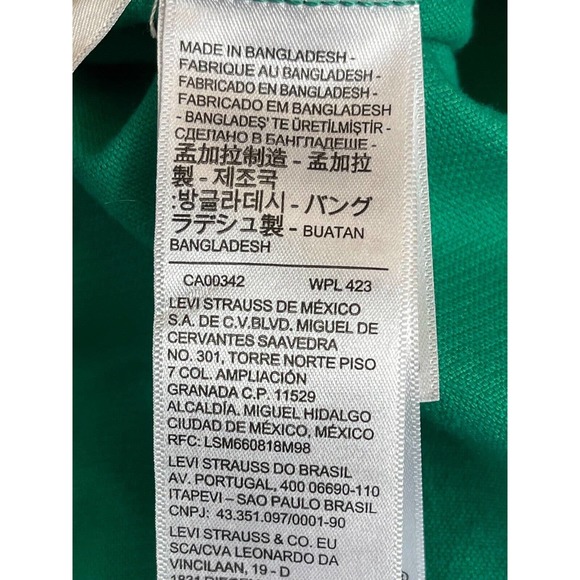 MADE IN BANGLADESH -
FABRIQUE AU BANGLADESH -
FABRICADO EN BANGLADESH -
FABRICADO EM BANGLADESH
- BANGLADEŞ' TE ÜRETİLMİŞTİR -
СДЕЛАНО В БАНГЛАДЕШЕ -
孟加拉制造 - 孟加拉
製 - 제조국
:방글라데시 - バング
ラデシュ製 - BUATAN
BANGLADESH
CA00342 WPL 423
LEVI STRAUSS DE MÉXICO
S.A. DE C.V.BLVD. MIGUEL DE
CERVANTES SAAVEDRA
NO. 301, TORRE NORTE PISO
7 COL. AMPLIACIÓN
GRANADA C.P. 11529
ALCALDÍA. MIGUEL HIDALGO
CIUDAD DE MÉXICO, MÉXICO
RFC: LSM660818M98
LEVI STRAUSS DO BRASIL
AV. PORTUGAL, 400 06690-110
ITAPEVI – SAO PAULO BRASIL
CNPJ: 43.351.097/0001-90
LEVI STRAUSS & CO. EU
SCA/CVA LEONARDO DA
VINCILAAN, 19 - D